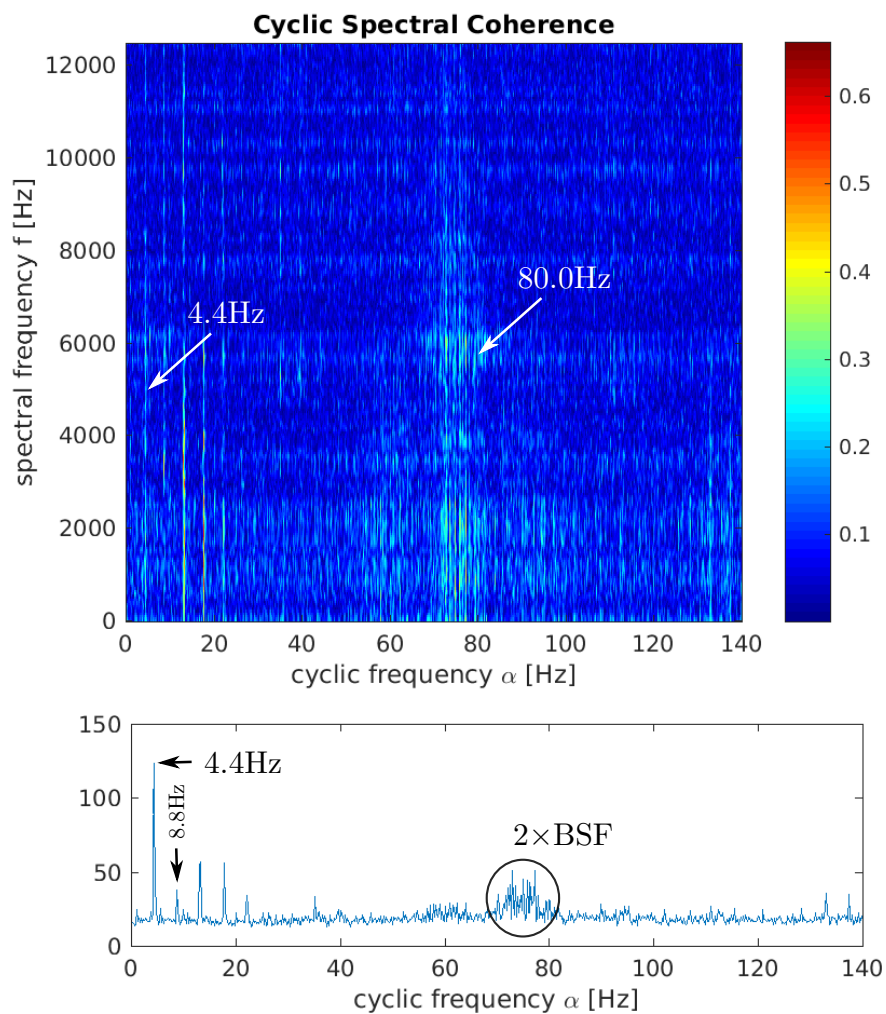 Cyclic Spectral Coherence
12000
10000
8000
6000
4000
2000
0
spectral frequency f [Hz]
4.4Hz
80.0Hz
0 20 40 60 80 100 120 140
cyclic frequency α [Hz]
0.6
0.5
0.4
0.3
0.2
0.1
150
100
50
0
4.4Hz
8.8Hz
2×BSF
0 20 40 60 80 100 120 140
cyclic frequency α [Hz]